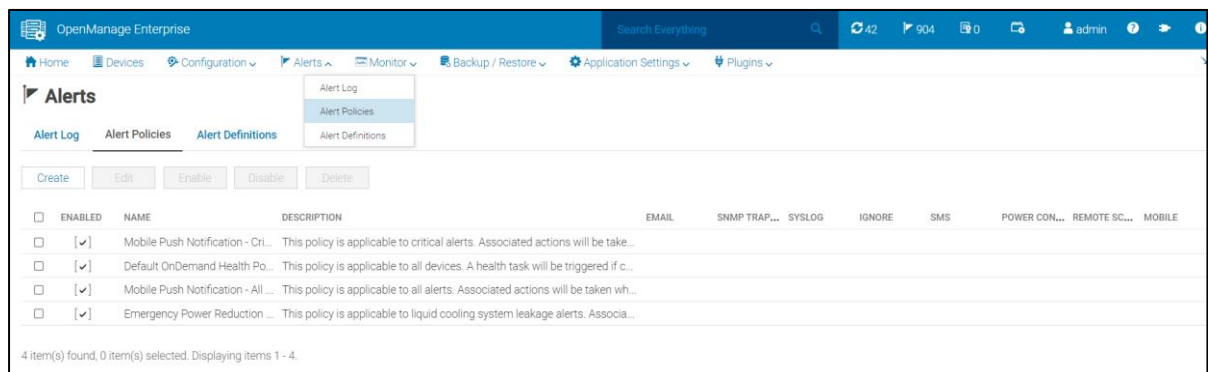 OpenManage Enterprise Search Everything 42 904 0 admin
Home Devices Configuration Alerts Monitor Backup / Restore Application Settings Plugins
Alerts
Alert Log
Alert Policies
Alert Definitions
Alert Log Alert Policies Alert Definitions
Create Edit Enable Disable Delete
ENABLED NAME DESCRIPTION EMAIL SNMP TRAP... SYSLOG IGNORE SMS POWER CON... REMOTE SC... MOBILE
Mobile Push Notification - Cri... This policy is applicable to critical alerts. Associated actions will be take...
Default OnDemand Health Po... This policy is applicable to all devices. A health task will be triggered if c...
Mobile Push Notification - All ... This policy is applicable to all alerts. Associated actions will be taken wh...
Emergency Power Reduction ... This policy is applicable to liquid cooling system leakage alerts. Associa...
4 item(s) found, 0 item(s) selected. Displaying items 1 - 4.